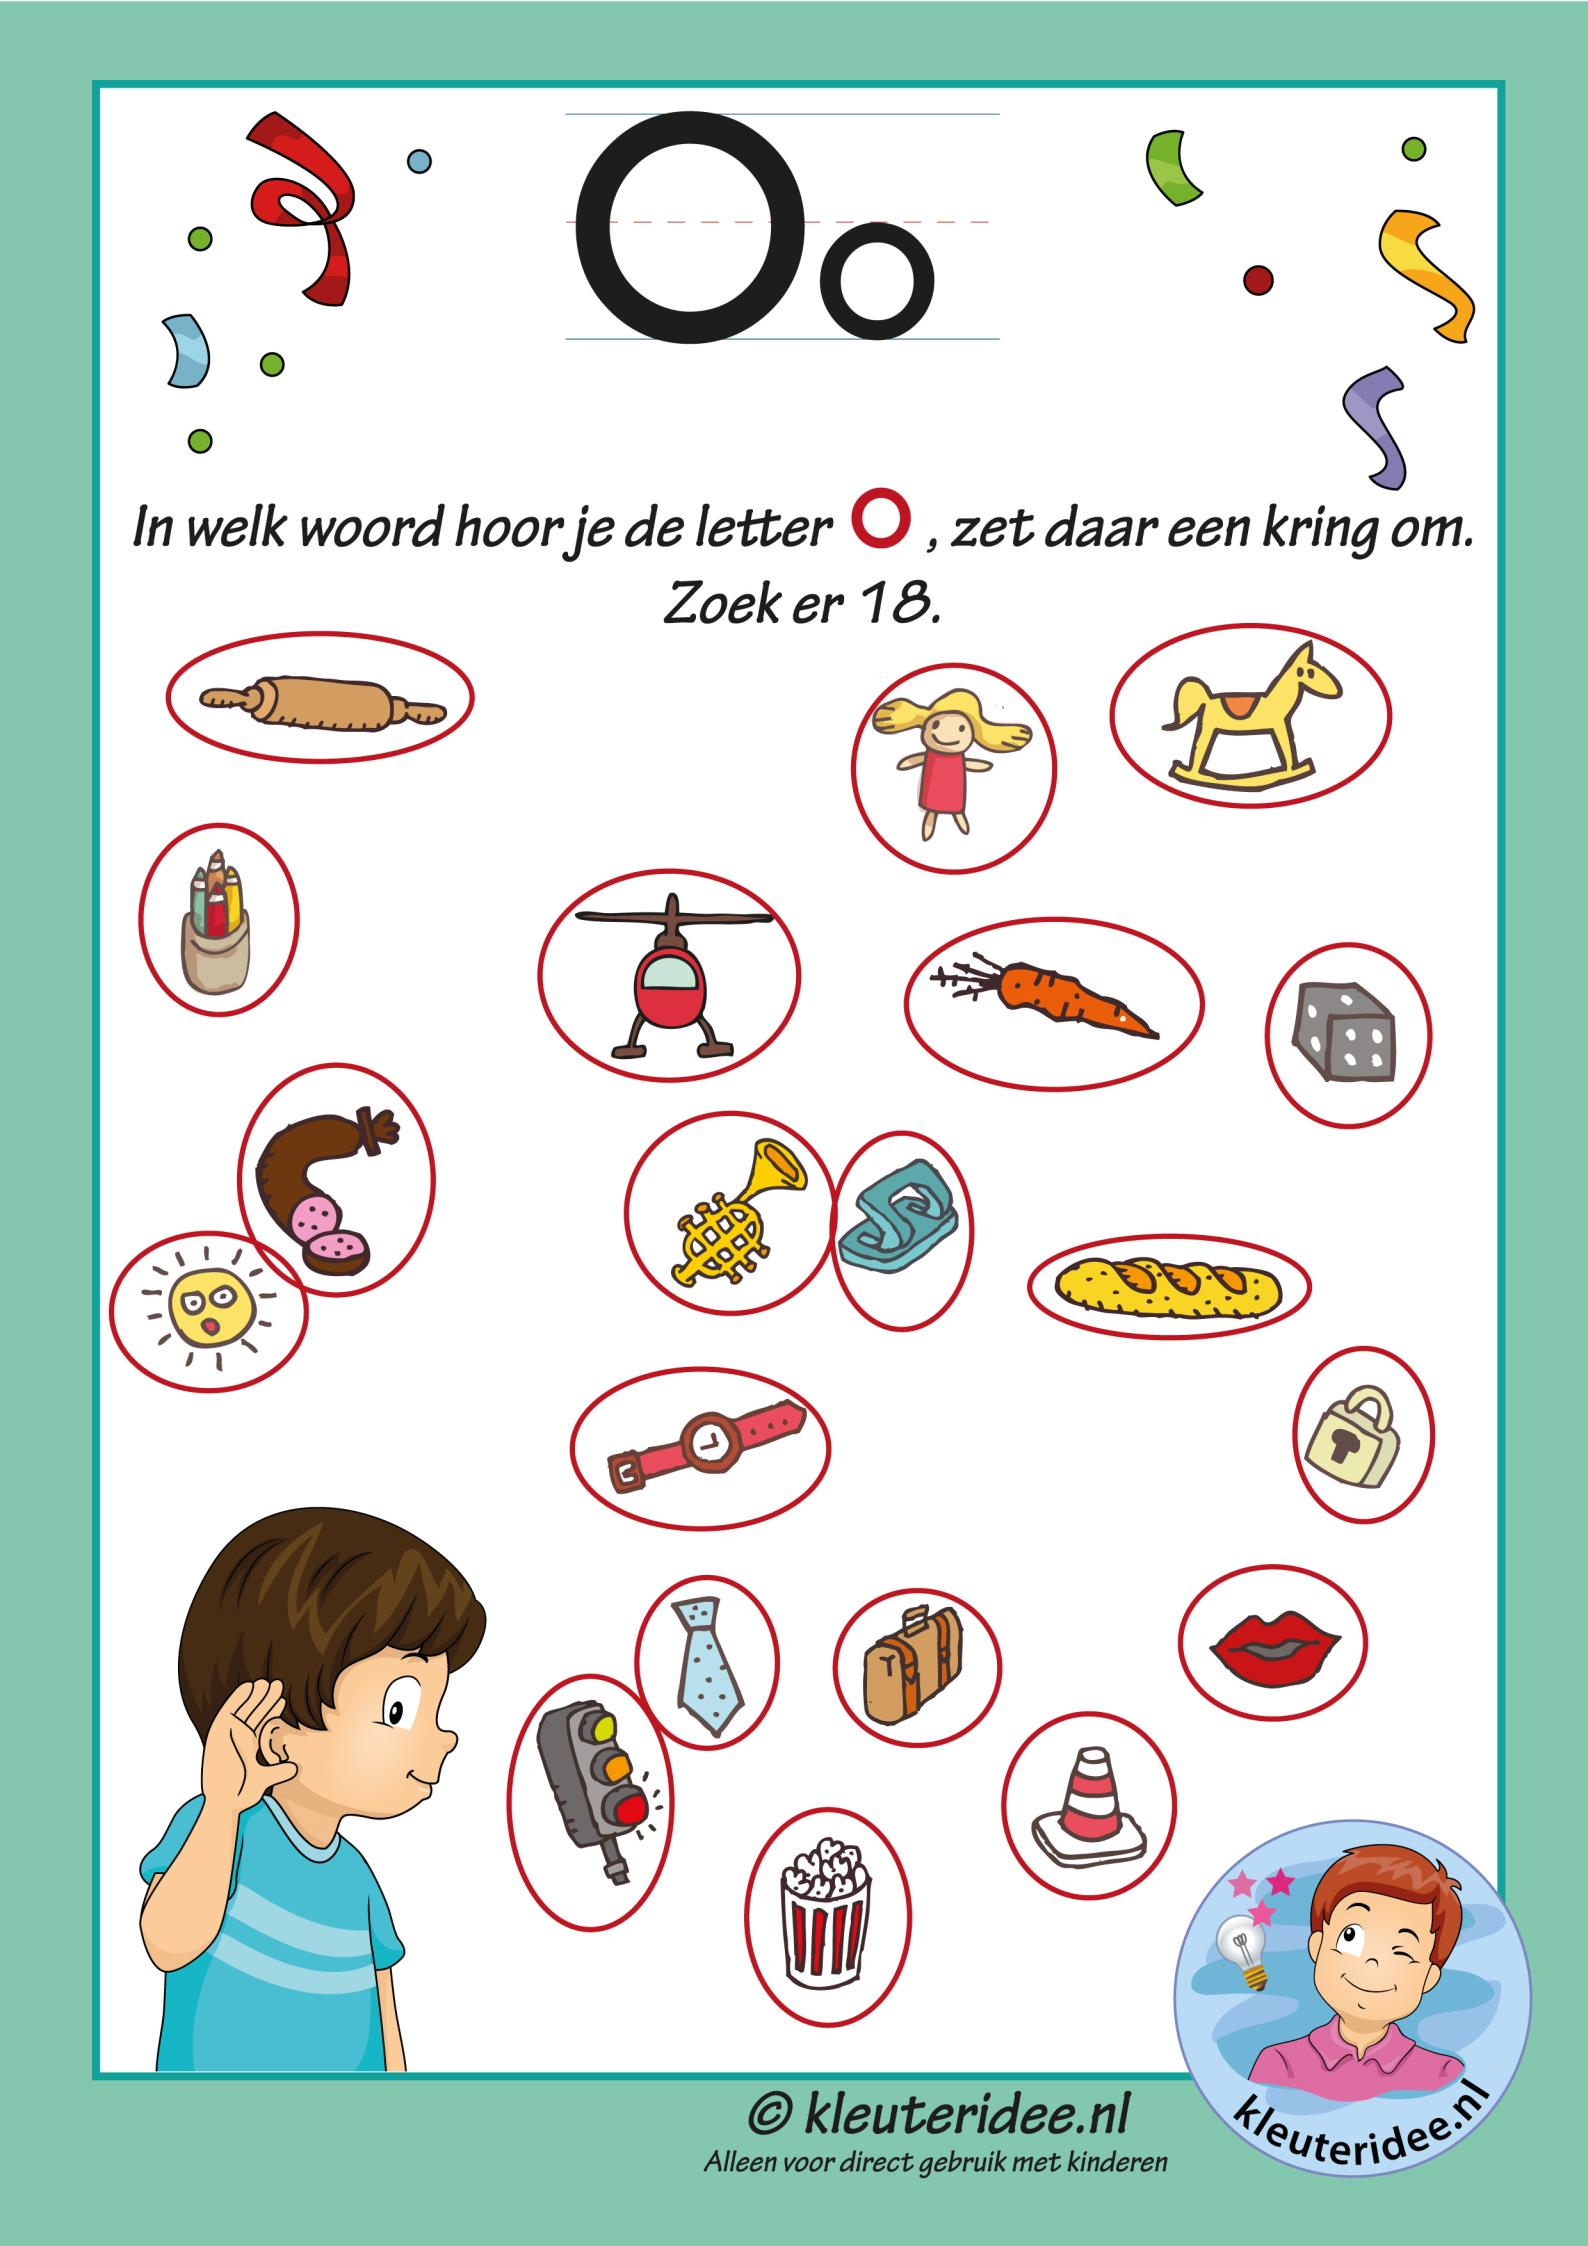 Oo
In welk woord hoor je de letter O, zet daar een kring om.
Zoek er 18.
© kleuteridee.nl
Alleen voor direct gebruik met kinderen
kleuteridee.nl